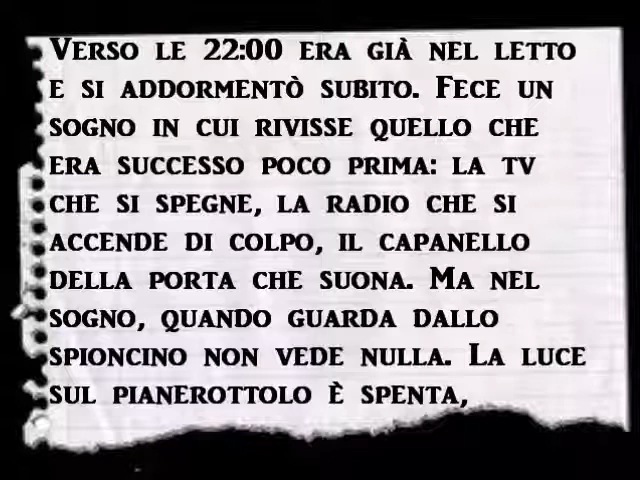 Verso le 22:00 era già nel letto
e si addormentò subito. Fece un
sogno in cui rivisse quello che
era successo poco prima: la tv
che si spegne, la radio che si
accende di colpo, il capanello
della porta che suona. Ma nel
sogno, quando guarda dallo
spioncino non vede nulla. La luce
sul pianerottolo è spenta,